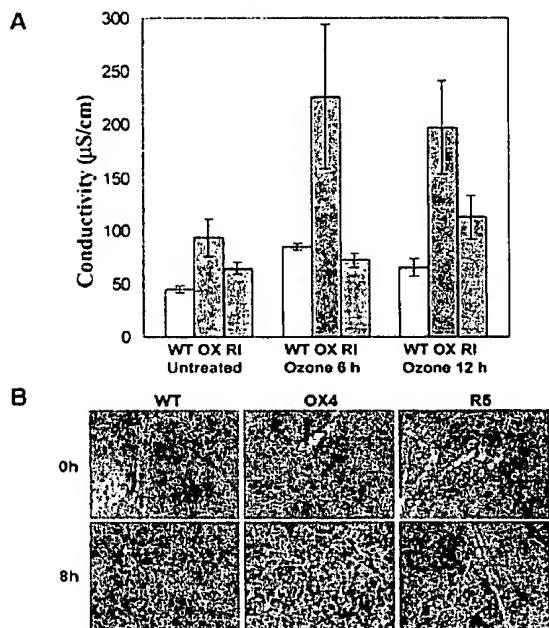 A
300
250
200
150
100
50
0
Conductivity (µS/cm)
WT OX RI WT OX RI WT OX RI
Untreated Ozone 6 h Ozone 12 h
B
WT OX4 R5
0h
8h